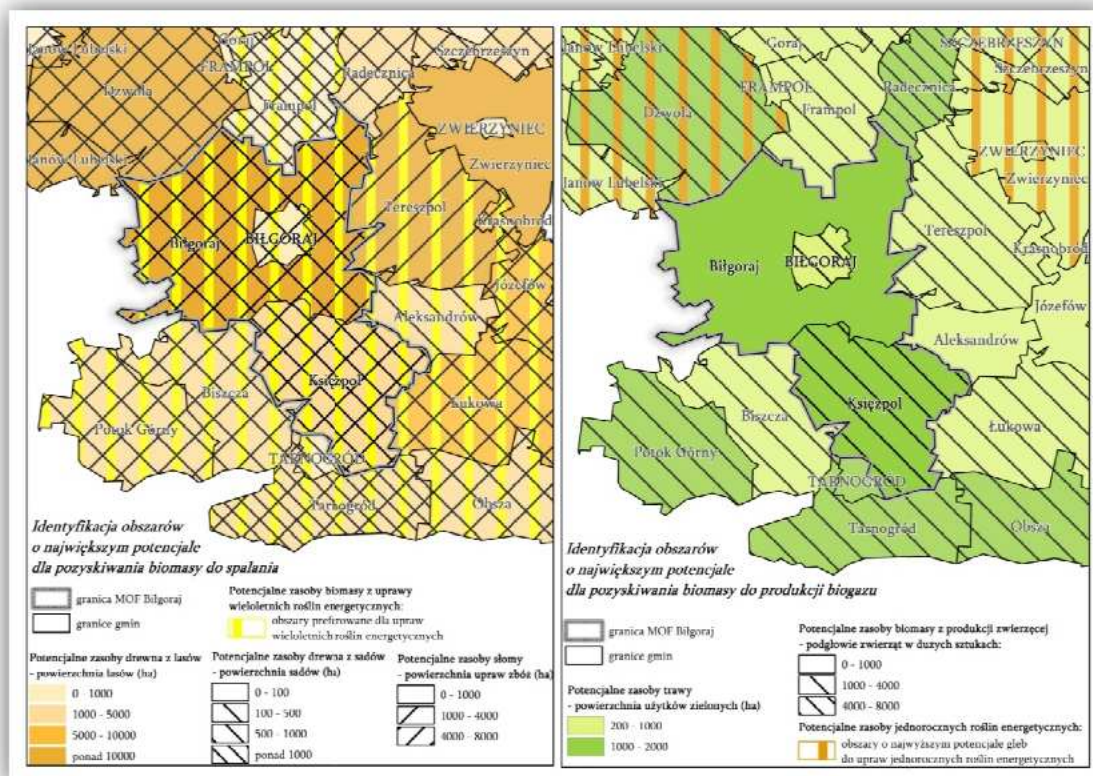 Goraj
Szczebrzeszyn
Janów Lubelski
FRAMPOL
Radecznica
Dzwola
Frampol
ZWIERZYNIEC
Janów Lubelski
Zwierzyniec
Tereszpol
Krasnobród
Biłgoraj
BIŁGORAJ
Józefów
Aleksandrów
Biszcza
Księżpol
Łukowa
Potok Górny
TARNOGRÓD
Tarnogród
Obsza
Identyfikacja obszarów
o największym potencjale
dla pozyskiwania biomasy do spalania
granica MOF Biłgoraj
granice gmin
Potencjalne zasoby biomasy z uprawy
wieloletnich roślin energetycznych:
obszary preferowane dla upraw
wieloletnich roślin energetycznych
Potencjalne zasoby drewna z lasów
- powierzchnia lasów (ha)
0 - 1000
1000 - 5000
5000 - 10000
ponad 10000
Potencjalne zasoby drewna z sadów
- powierzchnia sadów (ha)
0 - 100
100 - 500
500 - 1000
ponad 1000
Potencjalne zasoby słomy
- powierzchnia upraw zbóż (ha)
0 - 1000
1000 - 4000
4000 - 8000
Janów Lubelski
Goraj
SZCZEBRZESZYN
Szczebrzeszyn
FRAMPOL
Radecznica
Dzwola
Frampol
ZWIERZYNIEC
Janów Lubelski
Zwierzyniec
Tereszpol
Krasnobród
Biłgoraj
BIŁGORAJ
Józefów
Aleksandrów
Biszcza
Księżpol
Łukowa
Potok Górny
TARNOGRÓD
Tarnogród
Obsza
Identyfikacja obszarów
o największym potencjale
dla pozyskiwania biomasy do produkcji biogazu
granica MOF Biłgoraj
granice gmin
Potencjalne zasoby trawy
- powierzchnia użytków zielonych (ha)
200 - 1000
1000 - 2000
Potencjalne zasoby biomasy z produkcji zwierzęcej
- pogłowie zwierząt w dużych sztukach:
0 - 1000
1000 - 4000
4000 - 8000
Potencjalne zasoby jednorocznych roślin energetycznych:
obszary o najwyższym potencjale gleb
do upraw jednorocznych roślin energetycznych